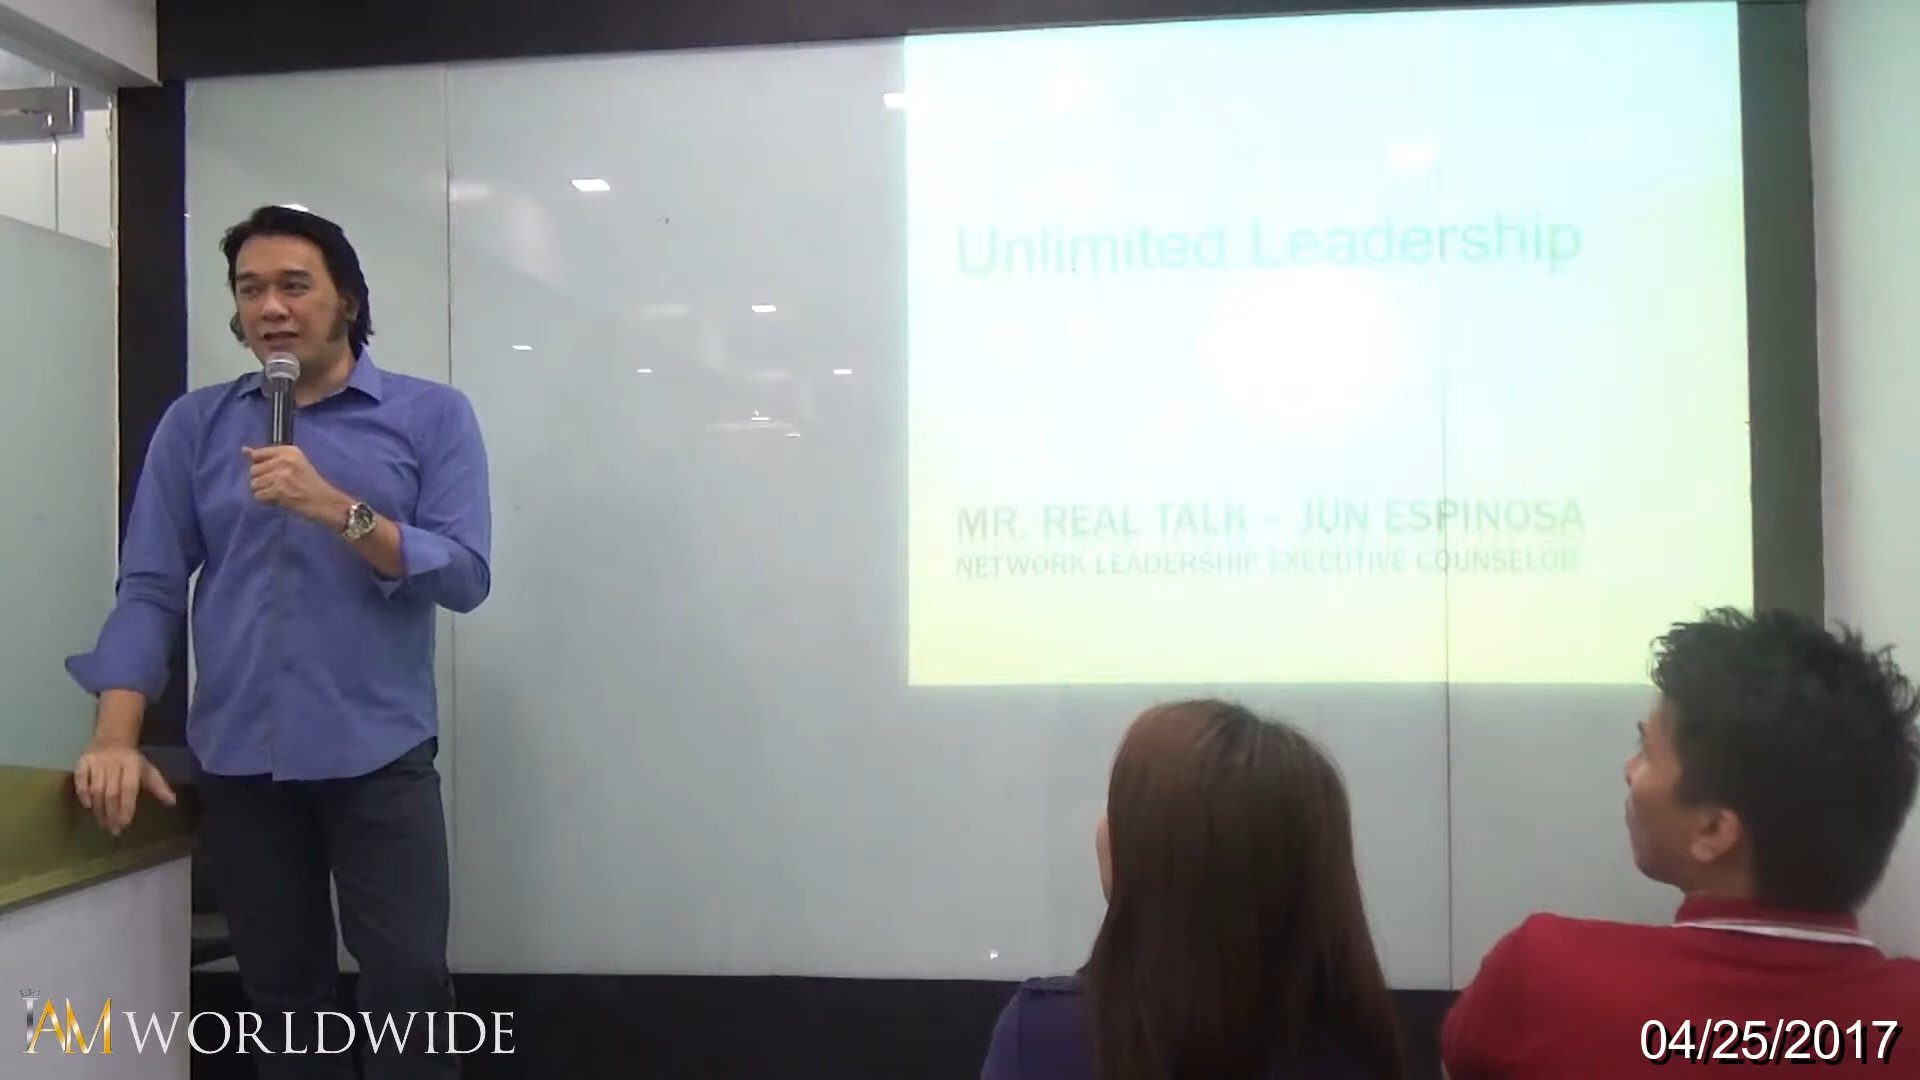 Unlimited Leadership
MR. REAL TALK – JUN ESPINOSA
NETWORK LEADERSHIP EXECUTIVE COUNSELOR
IAM WORLDWIDE
04/25/2017